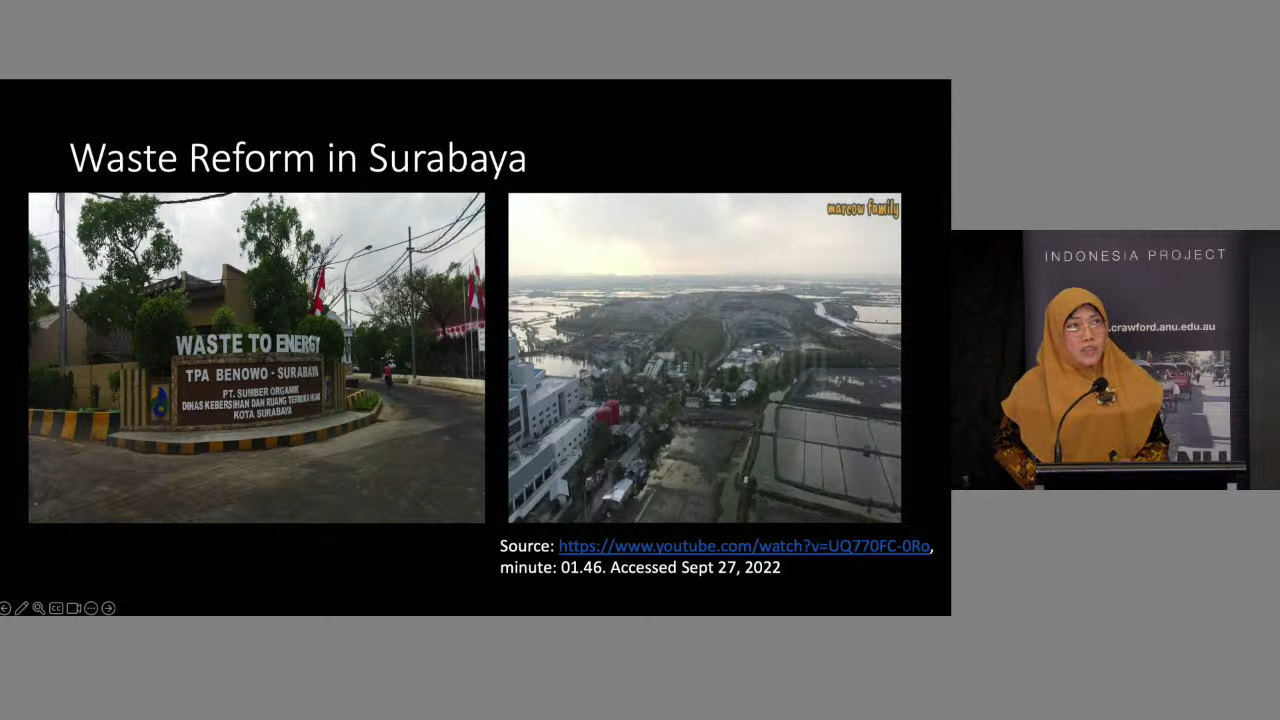 Waste Reform in Surabaya
WASTE TO ENERGY
TPA BENOWO - SURABAYA
PT. SUMBER ORGANIK
DINAS KEBERSIHAN DAN RUANG TERBUKA HIJAU
KOTA SURABAYA
marcow family
Source: https://www.youtube.com/watch?v=UQ770FC-0Ro,
minute: 01.46. Accessed Sept 27, 2022
INDONESIA PROJECT
.crawford.anu.edu.au